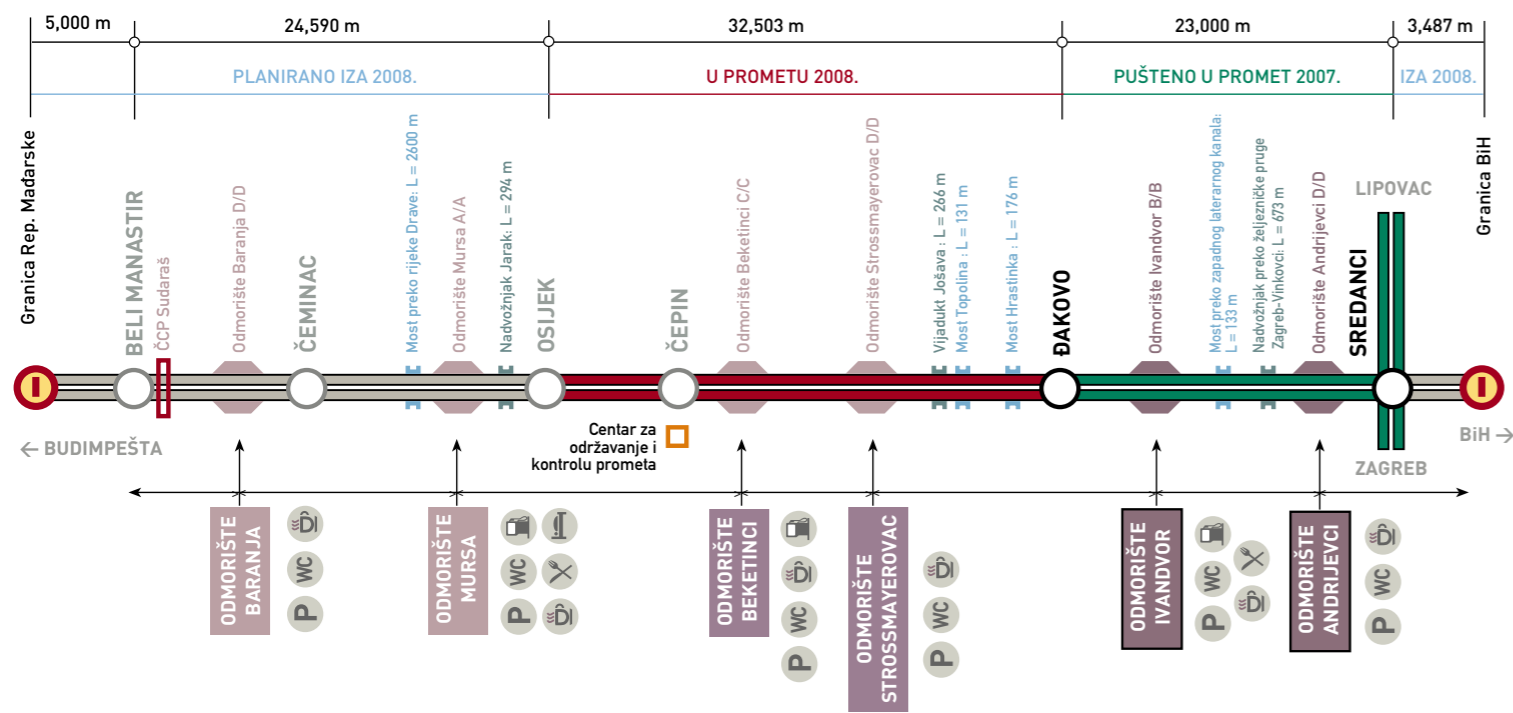 5,000 m
24,590 m
32,503 m
23,000 m
3,487 m
PLANIRANO IZA 2008.
U PROMETU 2008.
PUŠTENO U PROMET 2007.
IZA 2008.
Granica Rep. Mađarske
BELI MANASTIR
ČCP Sudaraš
Odmorište Baranja D/D
ČEMINAC
Most preko rijeke Drave: L = 2600 m
Odmorište Mursa A/A
Nadvožnjak Jarak: L = 294 m
OSIJEK
ČEPIN
Odmorište Beketinci C/C
Odmorište Strossmayerovac D/D
Vijadukt Jošava : L = 266 m
Most Topolina : L = 131 m
Most Hrastinka : L = 176 m
ĐAKOVO
Odmorište Ivandvor B/B
Most preko zapadnog laterarnog kanala:
L = 133 m
Nadvožnjak preko željezničke pruge
Zagreb-Vinkovci: L = 673 m
Odmorište Andrijevci D/D
SREDANCI
LIPOVAC
Granica BiH
← BUDIMPEŠTA
Centar za
održavanje i
kontrolu prometa
ZAGREB
BiH →
ODMORIŠTE
BARANJA
WC
P
ODMORIŠTE
MURSA
WC
P
ODMORIŠTE
BEKETINCI
WC
P
ODMORIŠTE
STROSSMAYEROVAC
WC
P
ODMORIŠTE
IVANDVOR
WC
P
ODMORIŠTE
ANDRIJEVCI
WC
P